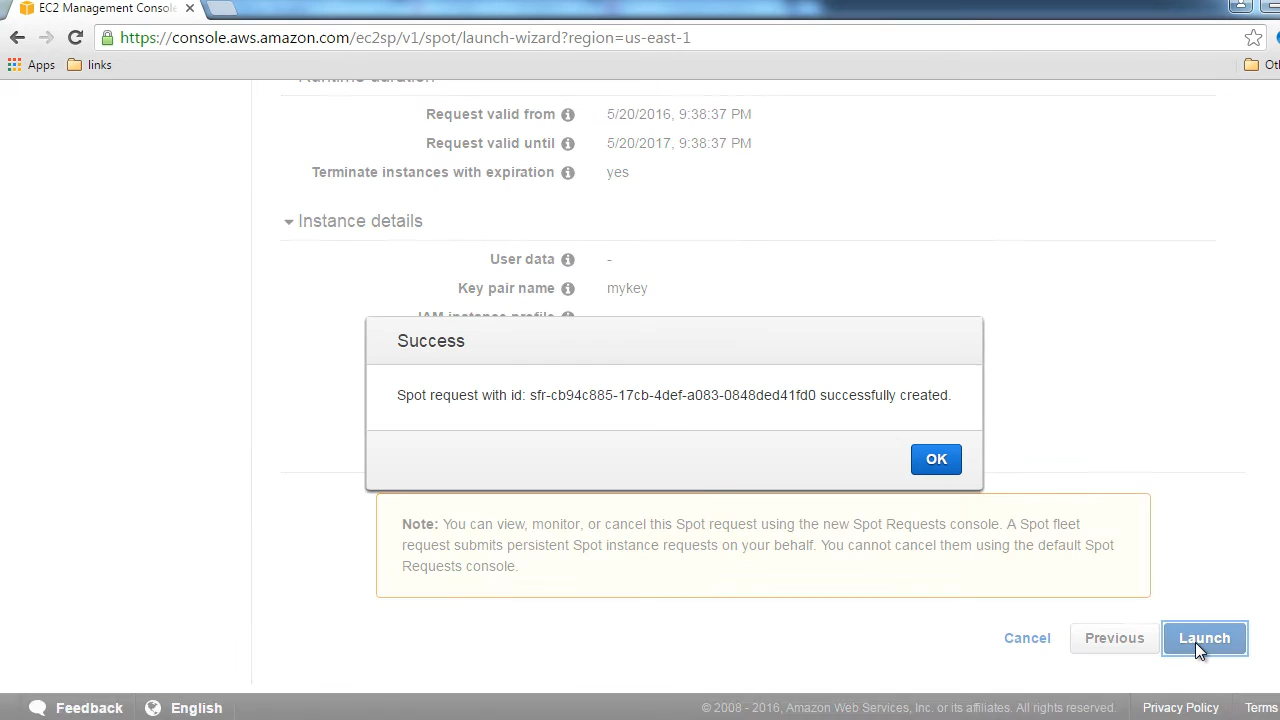 EC2 Management Console
https://console.aws.amazon.com/ec2sp/v1/spot/launch-wizard?region=us-east-1
Apps links
Runtime duration
Request valid from 5/20/2016, 9:38:37 PM
Request valid until 5/20/2017, 9:38:37 PM
Terminate instances with expiration yes
Instance details
User data -
Key pair name mykey
IAM instance profile
Success
Spot request with id: sfr-cb94c885-17cb-4def-a083-0848ded41fd0 successfully created.
OK
Note: You can view, monitor, or cancel this Spot request using the new Spot Requests console. A Spot fleet
request submits persistent Spot instance requests on your behalf. You cannot cancel them using the default Spot
Requests console.
Cancel Previous Launch
Feedback English © 2008 - 2016, Amazon Web Services, Inc. or its affiliates. All rights reserved. Privacy Policy Terms